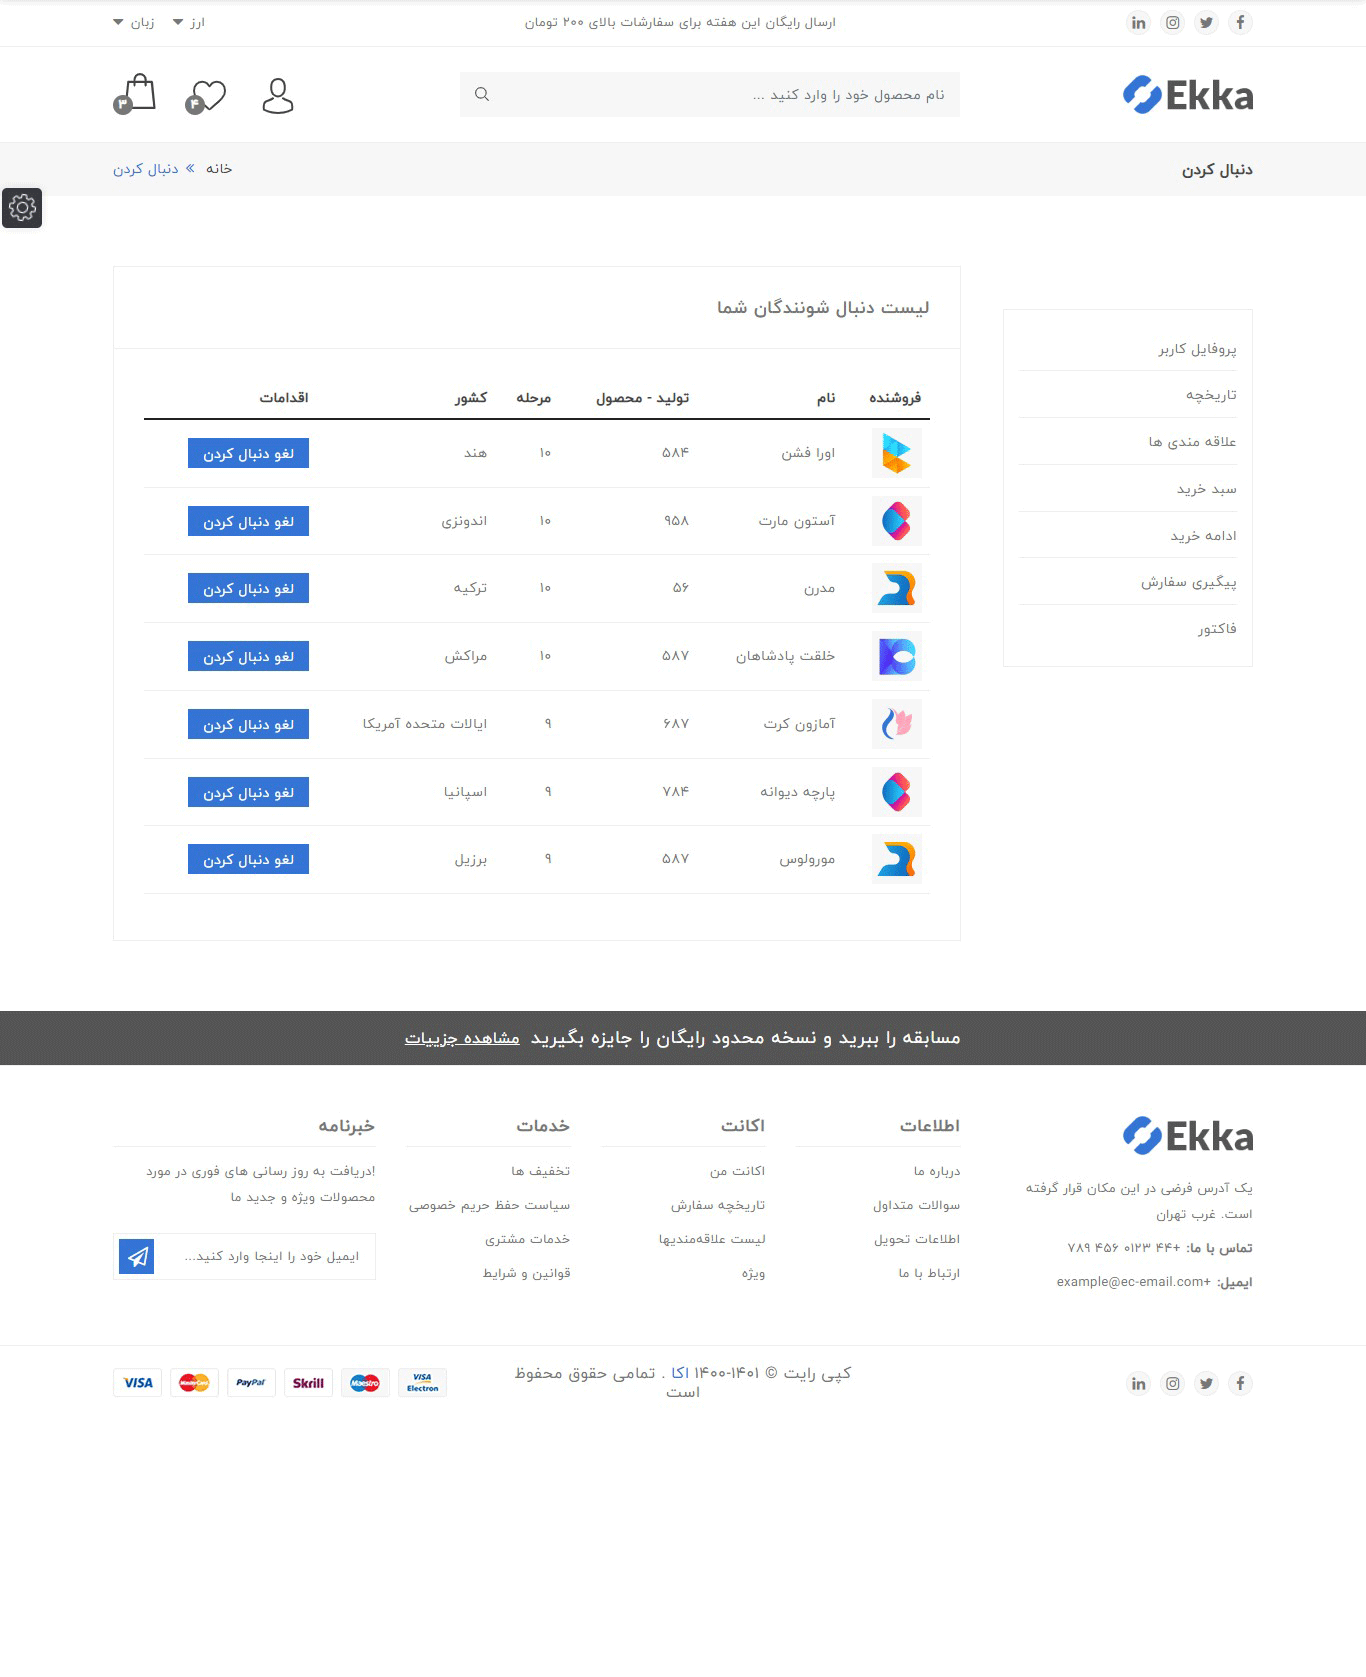 ارسال رایگان این هفته برای سفارشات بالای ۲۰۰ تومان
ارز
زبان
Ekka
نام محصول خود را وارد کنید ...
۴
۳
دنبال کردن
خانه » دنبال کردن
پروفایل کاربر
تاریخچه
علاقه مندی ها
سبد خرید
ادامه خرید
پیگیری سفارش
فاکتور
لیست دنبال شوندگان شما
فروشنده نام تولید - محصول مرحله کشور اقدامات
اورا فشن ۵۸۴ ۱۰ هند لغو دنبال کردن
آستون مارت ۹۵۸ ۱۰ اندونزی لغو دنبال کردن
مدرن ۵۶ ۱۰ ترکیه لغو دنبال کردن
خلقت پادشاهان ۵۸۷ ۱۰ مراکش لغو دنبال کردن
آمازون کرت ۶۸۷ ۹ ایالات متحده آمریکا لغو دنبال کردن
پارچه دیوانه ۷۸۴ ۹ اسپانیا لغو دنبال کردن
مورولوس ۵۸۷ ۹ برزیل لغو دنبال کردن
مسابقه را ببرید و نسخه محدود رایگان را جایزه بگیرید مشاهده جزییات
Ekka
یک آدرس فرضی در این مکان قرار گرفته
است. غرب تهران
تماس با ما: +۴۴ ۰۱۲۳ ۴۵۶ ۷۸۹
ایمیل: +example@ec-email.com
اطلاعات
درباره ما
سوالات متداول
اطلاعات تحویل
ارتباط با ما
اکانت
اکانت من
تاریخچه سفارش
لیست علاقه‌مندیها
ویژه
خدمات
تخفیف ها
سیاست حفظ حریم خصوصی
خدمات مشتری
قوانین و شرایط
خبرنامه
!دریافت به روز رسانی های فوری در مورد
محصولات ویژه و جدید ما
ایمیل خود را اینجا وارد کنید...
کپی رایت © ۱۴۰۱-۱۴۰۰ اکا . تمامی حقوق محفوظ
است
VISA MasterCard PayPal Skrill Maestro VISA Electron